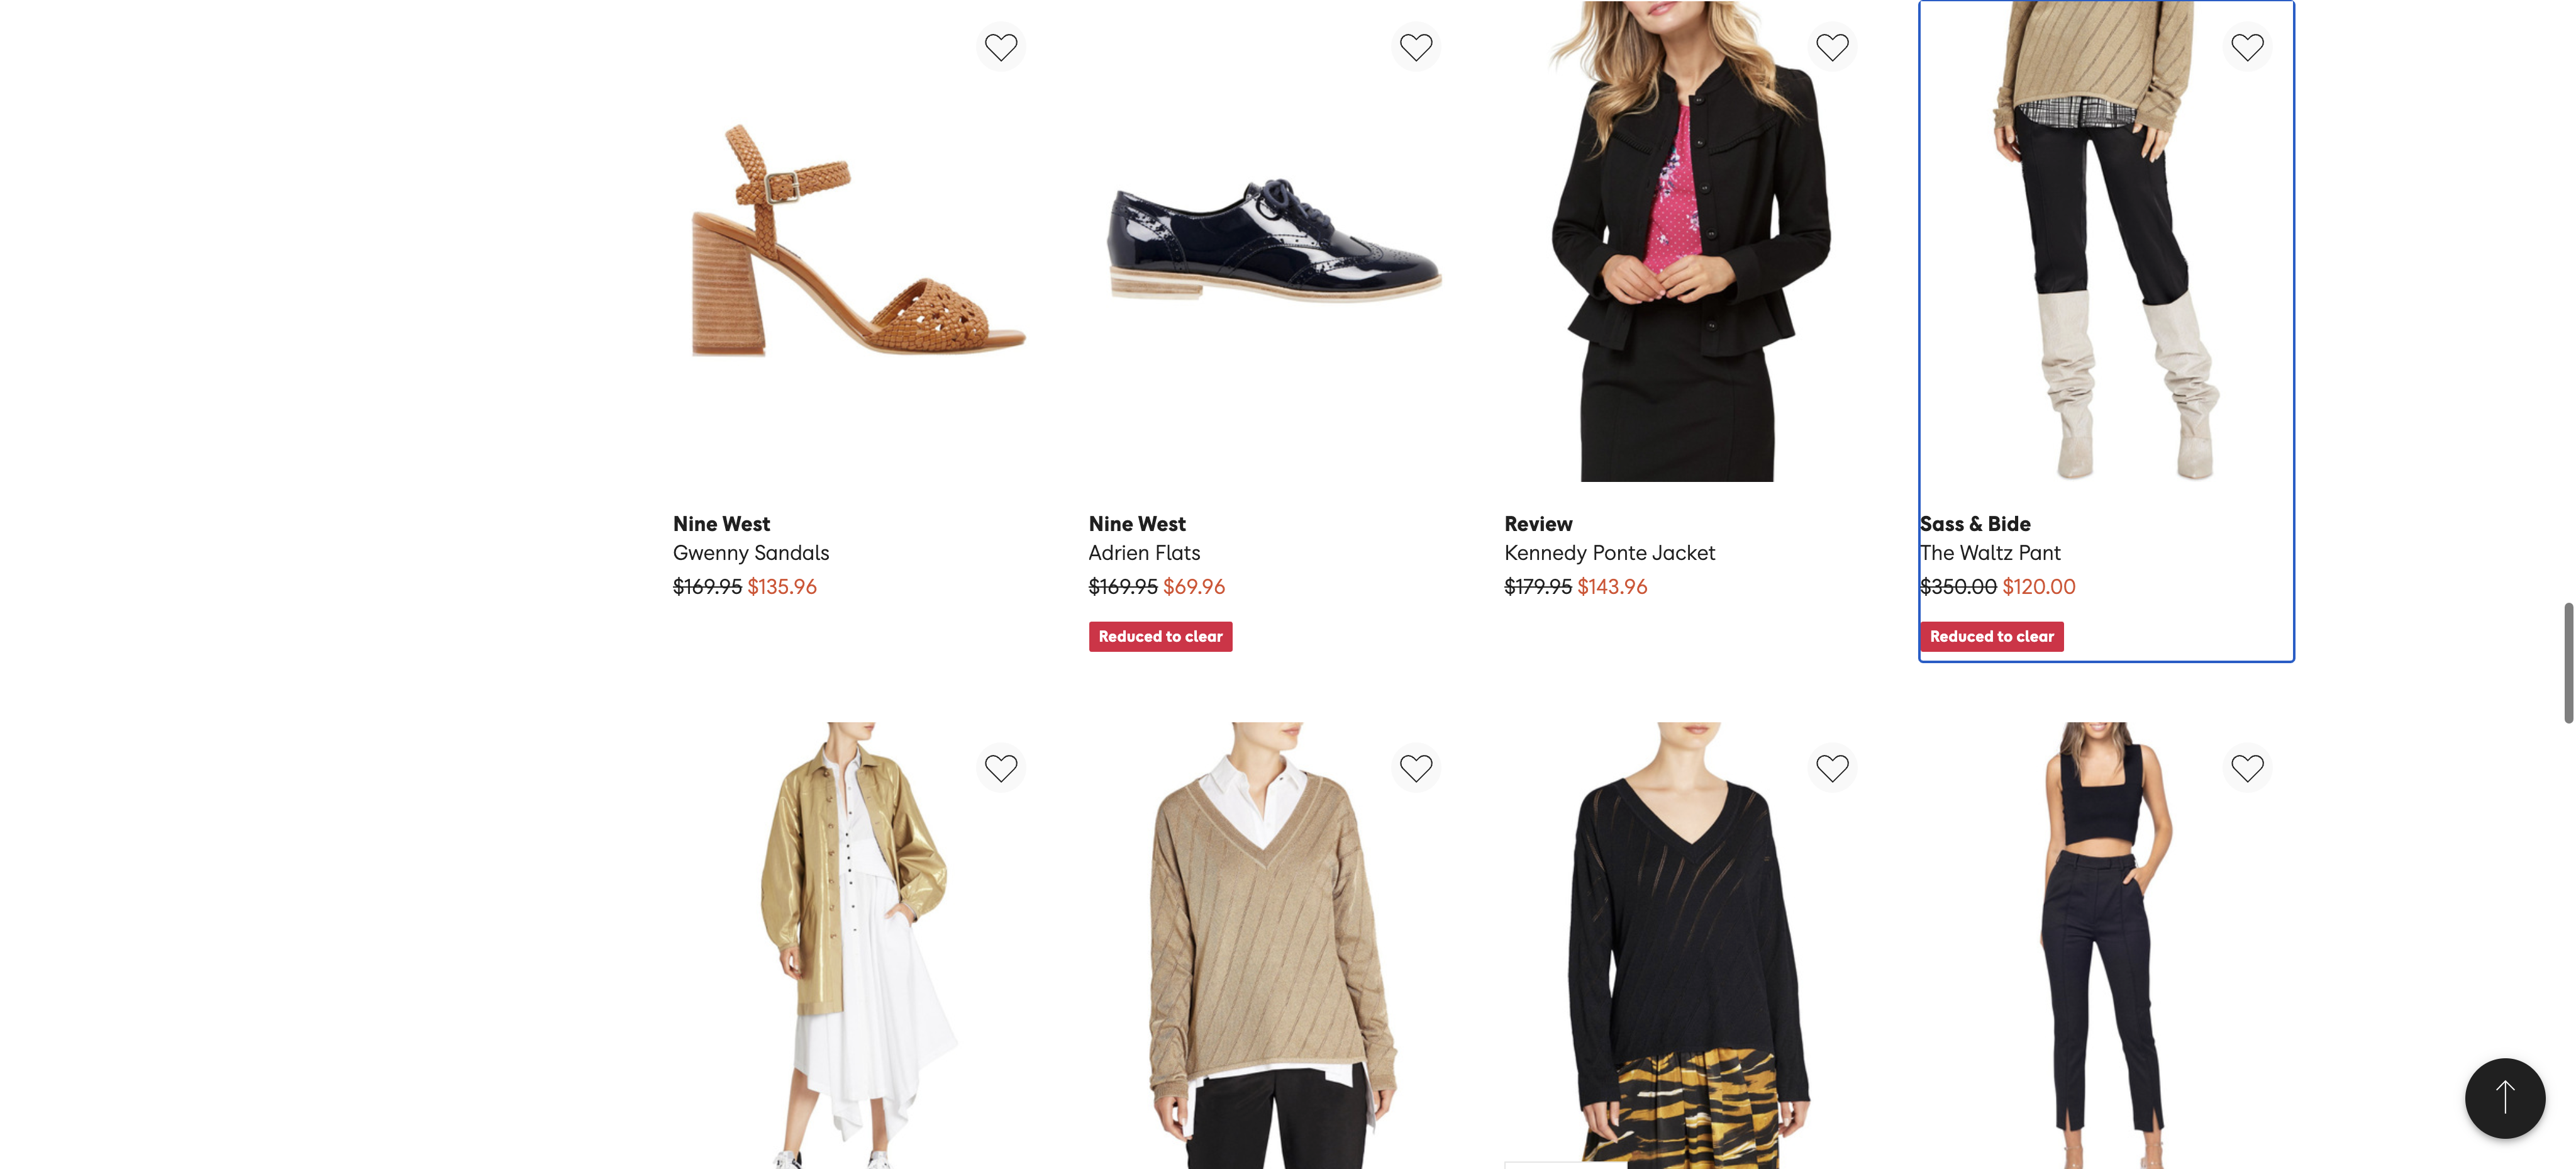 Nine West
Gwenny Sandals
$169.95 $135.96
Nine West
Adrien Flats
$169.95 $69.96
Reduced to clear
Review
Kennedy Ponte Jacket
$179.95 $143.96
Sass & Bide
The Waltz Pant
$350.00 $120.00
Reduced to clear